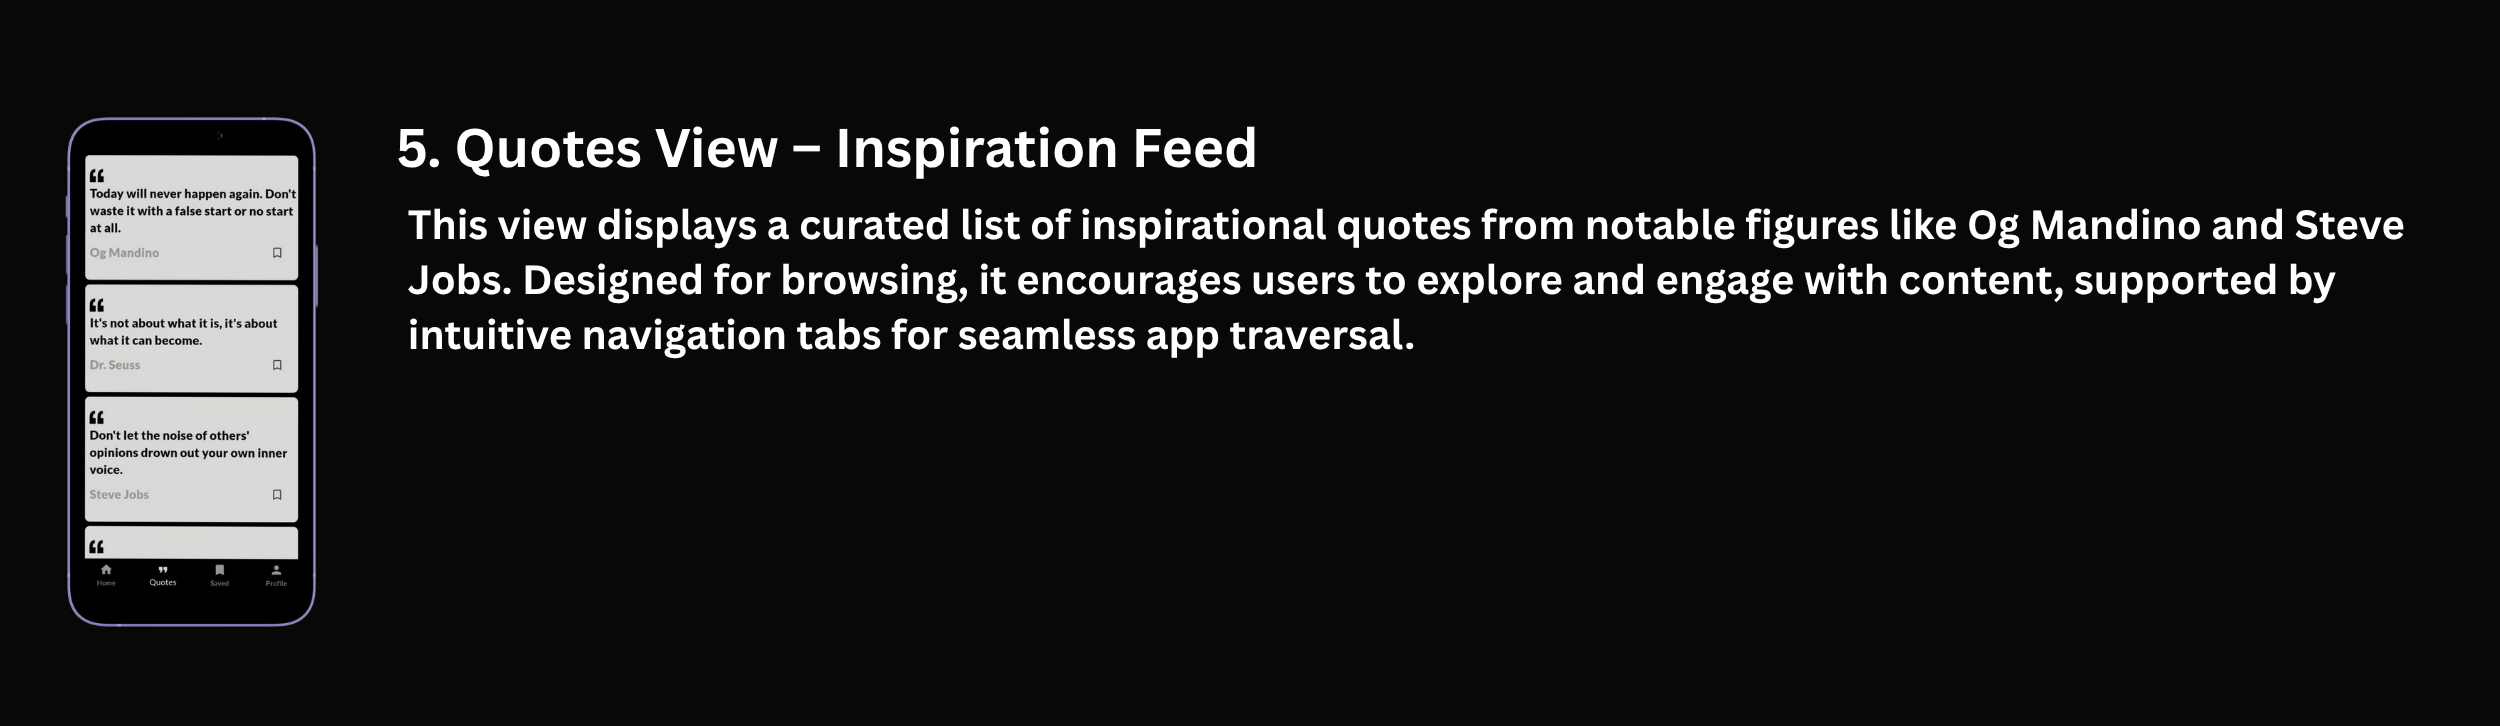 5. Quotes View – Inspiration Feed
This view displays a curated list of inspirational quotes from notable figures like Og Mandino and Steve
Jobs. Designed for browsing, it encourages users to explore and engage with content, supported by
intuitive navigation tabs for seamless app traversal.
“
Today will never happen again. Don't
waste it with a false start or no start
at all.
Og Mandino
“
It's not about what it is, it's about
what it can become.
Dr. Seuss
“
Don't let the noise of others'
opinions drown out your own inner
voice.
Steve Jobs
“
Home Quotes Saved Profile